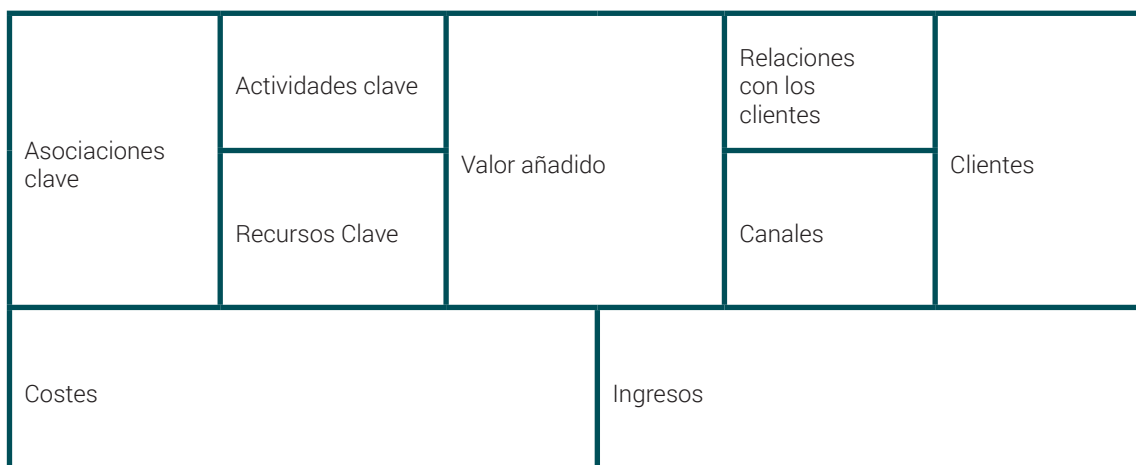 Asociaciones
clave
Actividades clave
Recursos Clave
Valor añadido
Relaciones
con los
clientes
Canales
Clientes
Costes
Ingresos